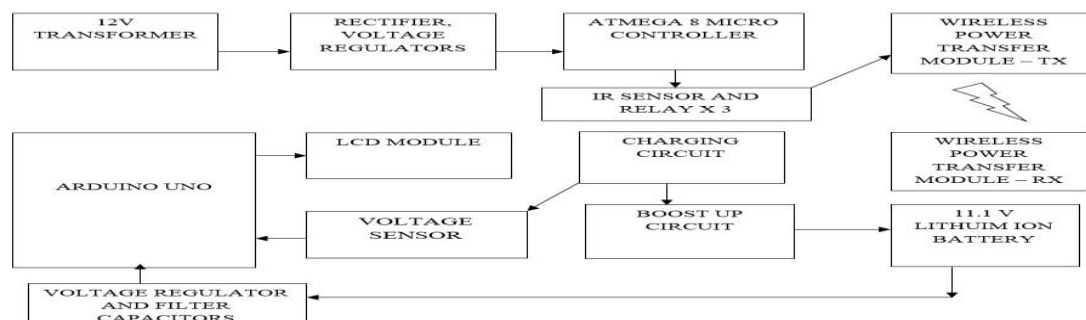 12V
TRANSFORMER
RECTIFIER,
VOLTAGE
REGULATORS
ATMEGA 8 MICRO
CONTROLLER
WIRELESS
POWER
TRANSFER
MODULE – TX
IR SENSOR AND
RELAY X 3
ARDUINO UNO
LCD MODULE
CHARGING
CIRCUIT
WIRELESS
POWER
TRANSFER
MODULE – RX
VOLTAGE
SENSOR
BOOST UP
CIRCUIT
11.1 V
LITHUIM ION
BATTERY
VOLTAGE REGULATOR
AND FILTER
CAPACITORS